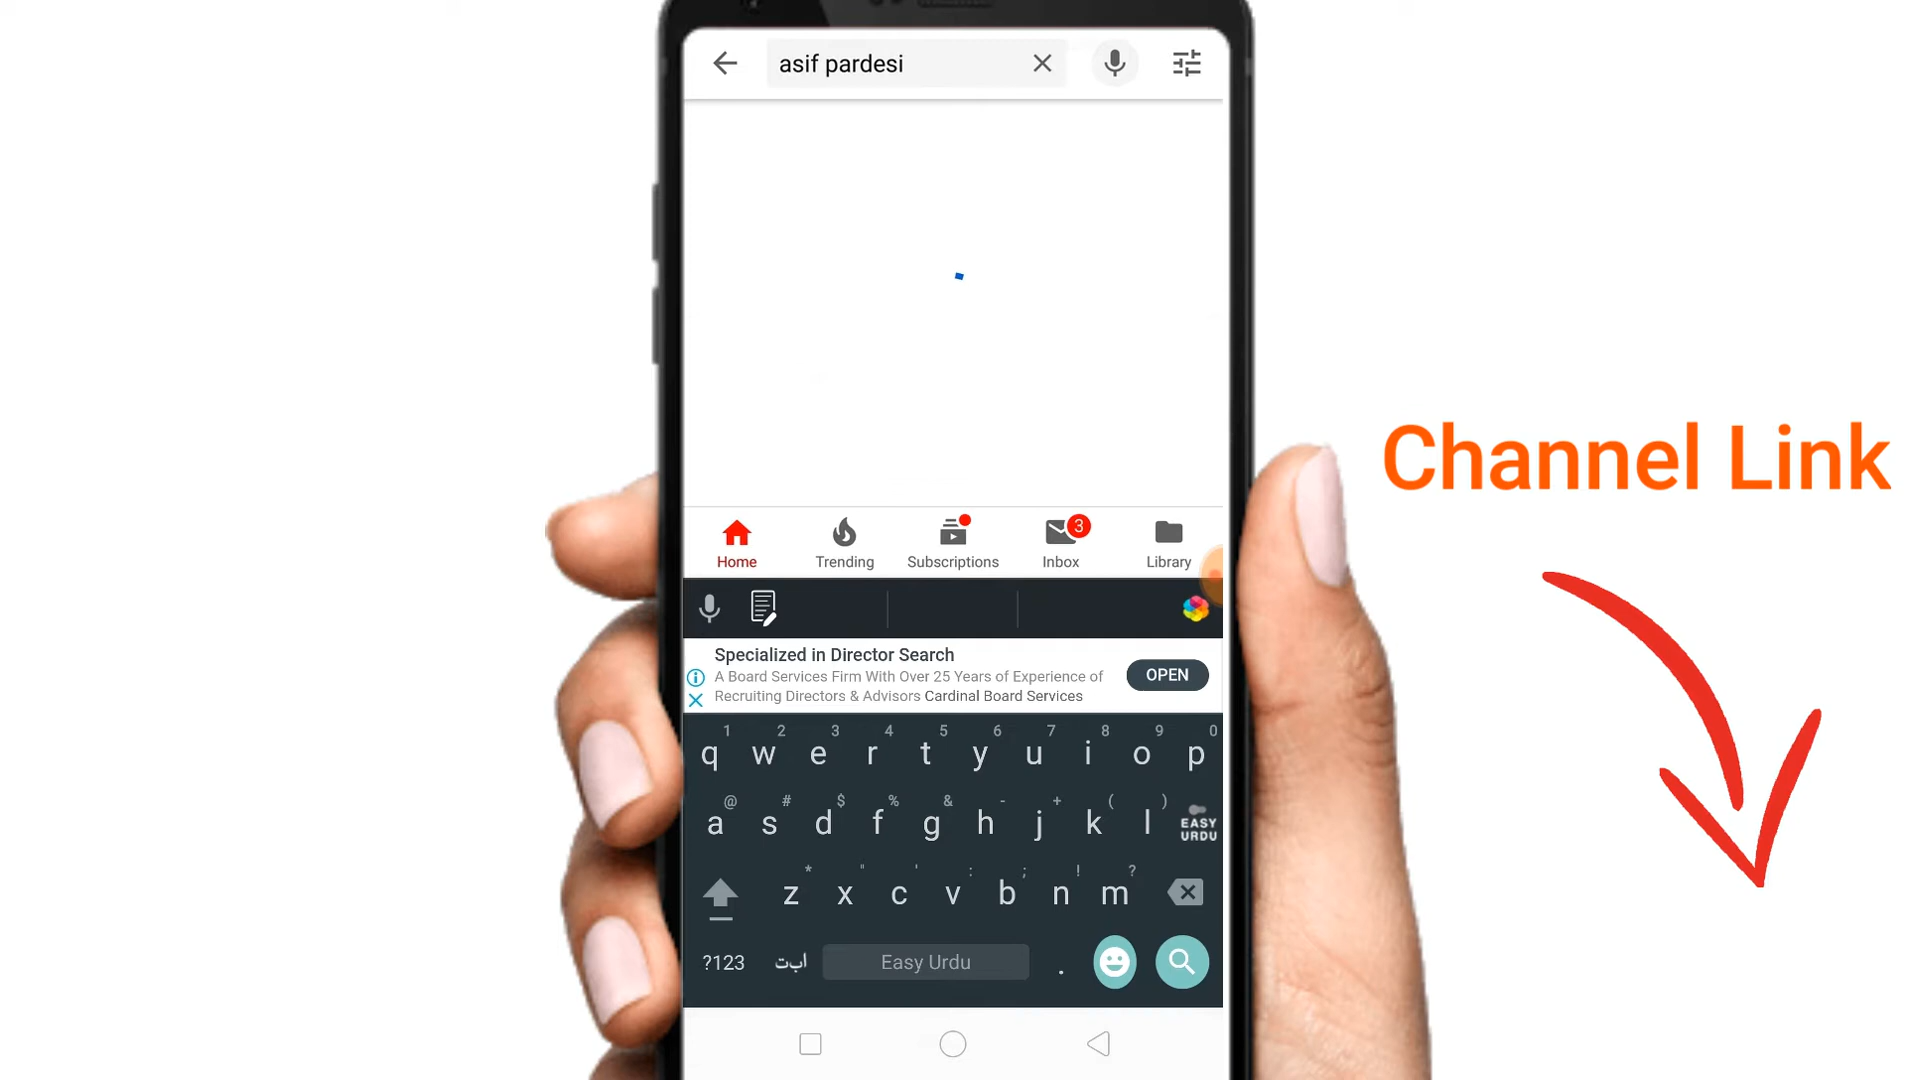 asif pardesi
Channel Link
Home Trending Subscriptions Inbox 3 Library
Specialized in Director Search
A Board Services Firm With Over 25 Years of Experience of
Recruiting Directors & Advisors Cardinal Board Services
OPEN
1 2 3 4 5 6 7 8 9 0
q w e r t y u i o p
@ # $ % & - + ( )
a s d f g h j k l EASY URDU
* " ' : ; ! ?
z x c v b n m
?123 ابت Easy Urdu .